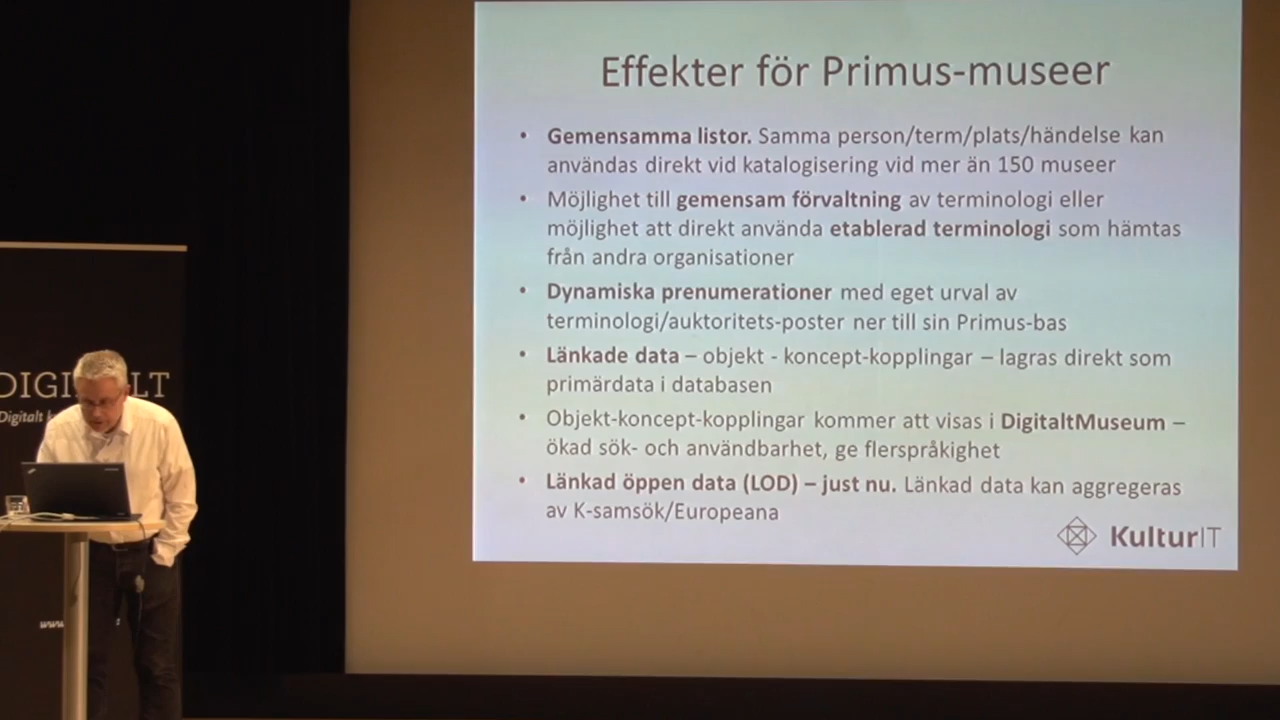 Effekter för Primus-museer
• Gemensamma listor. Samma person/term/plats/händelse kan
användas direkt vid katalogisering vid mer än 150 museer
• Möjlighet till gemensam förvaltning av terminologi eller
möjlighet att direkt använda etablerad terminologi som hämtas
från andra organisationer
• Dynamiska prenumerationer med eget urval av
terminologi/auktoritets-poster ner till sin Primus-bas
• Länkade data – objekt - koncept-kopplingar – lagras direkt som
primärdata i databasen
• Objekt-koncept-kopplingar kommer att visas i DigitaltMuseum –
ökad sök- och användbarhet, ge flerspråkighet
• Länkad öppen data (LOD) – just nu. Länkad data kan aggregeras
av K-samsök/Europeana
KulturIT
DIGI LT
Digitalt
www